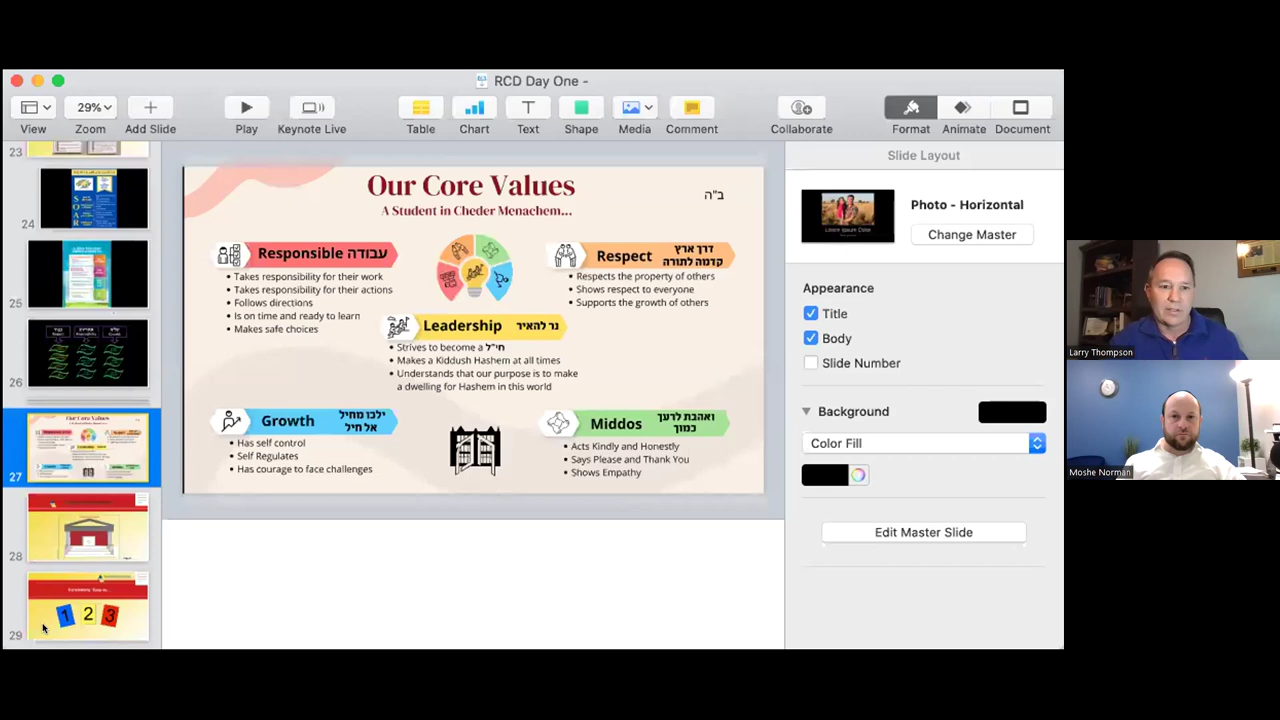 RCD Day One -
View
29%
Zoom
Add Slide
Play
Keynote Live
Table
Chart
Text
Shape
Media
Comment
Collaborate
Format
Animate
Document
23
24
25
26
27
28
29
Our Core Values
1
2
3
Our Core Values
A Student in Cheder Menachem...
ב"ה
Responsible עבודה
Takes responsibility for their work
Takes responsibility for their actions
Follows directions
Is on time and ready to learn
Makes safe choices
Respect דרך ארץ
קדמה לתורה
Respects the property of others
Shows respect to everyone
Supports the growth of others
Leadership נר להאיר
Strives to become a חי"ל
Makes a Kiddush Hashem at all times
Understands that our purpose is to make
a dwelling for Hashem in this world
Growth ילכו מחיל
אל חיל
Has self control
Self Regulates
Has courage to face challenges
Middos ואהבת לרעך
כמוך
Acts Kindly and Honestly
Says Please and Thank You
Shows Empathy
Slide Layout
Photo - Horizontal
Change Master
Appearance
Title
Body
Slide Number
Background
Color Fill
Edit Master Slide
Larry Thompson
Moshe Norman